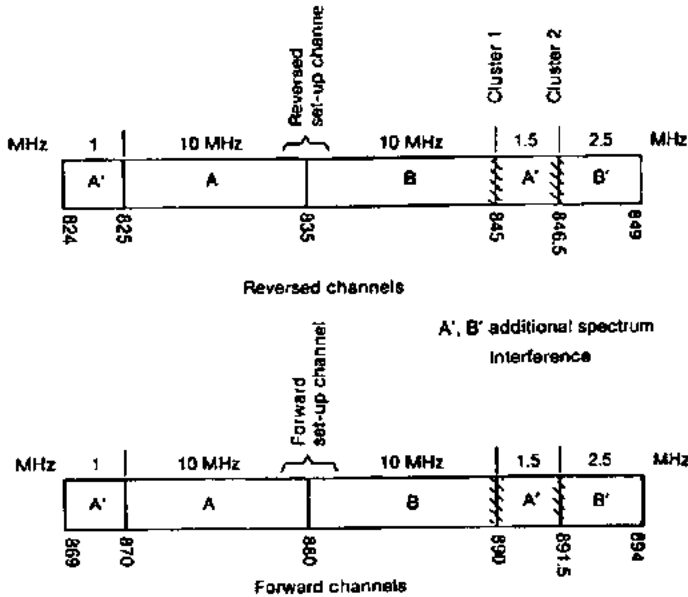 Reversed
set-up channe
Cluster 1
Cluster 2
MHz 1 10 MHz 10 MHz 1.5 2.5 MHz
A' A B A' B'
824 825 835 845 846.5 849
Reversed channels
A', B' additional spectrum
Interference
Forward
set-up channel
MHz 1 10 MHz 10 MHz 1.5 2.5 MHz
A' A B A' B'
869 870 880 890 891.5 894
Forward channels